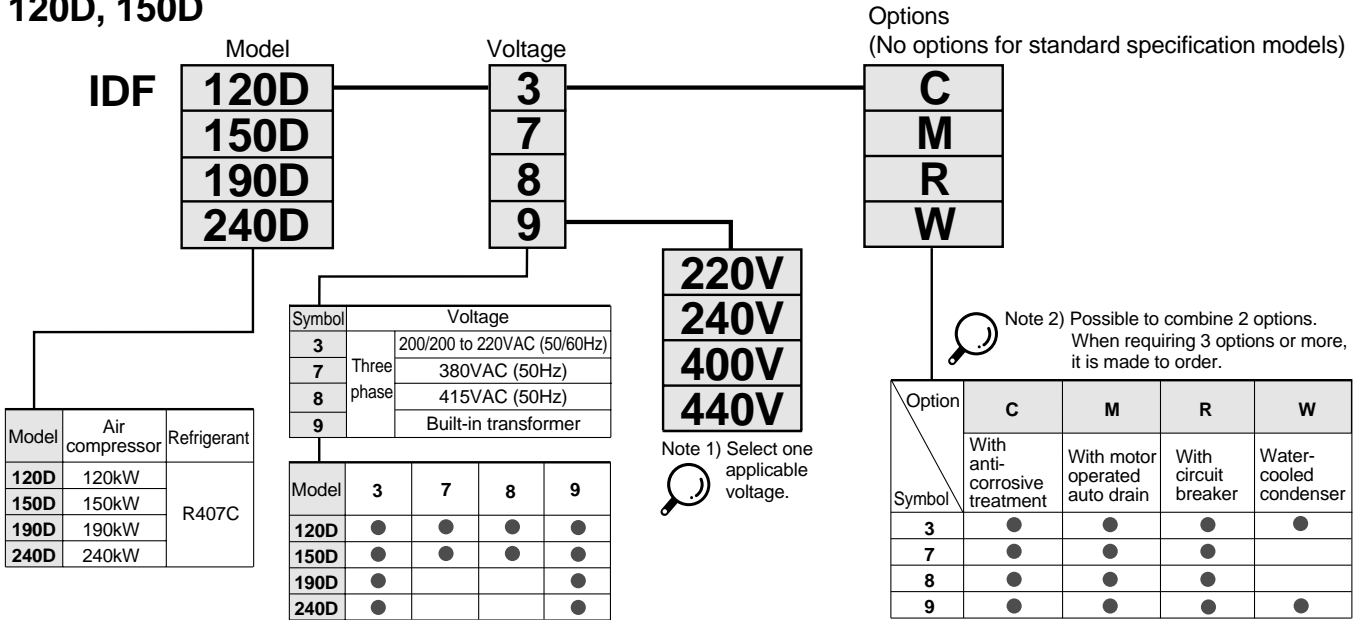 120D, 150D
Options
(No options for standard specification models)
Model
Voltage
IDF
120D
150D
190D
240D
3
7
8
9
C
M
R
W
220V
240V
400V
440V
Note 1) Select one
applicable
voltage.
Note 2) Possible to combine 2 options.
When requiring 3 options or more,
it is made to order.
Symbol Voltage
3 200/200 to 220VAC (50/60Hz)
7 Three 380VAC (50Hz)
8 phase 415VAC (50Hz)
9 Built-in transformer
Model Air compressor Refrigerant
120D 120kW
150D 150kW
R407C
190D 190kW
240D 240kW
Model 3 7 8 9
120D ● ● ● ●
150D ● ● ● ●
190D ● ●
240D ● ●
Option C M R W
Symbol
With anti-corrosive treatment
With motor operated auto drain
With circuit breaker
Water-cooled condenser
3 ● ● ● ●
7 ● ● ●
8 ● ● ●
9 ● ● ● ●